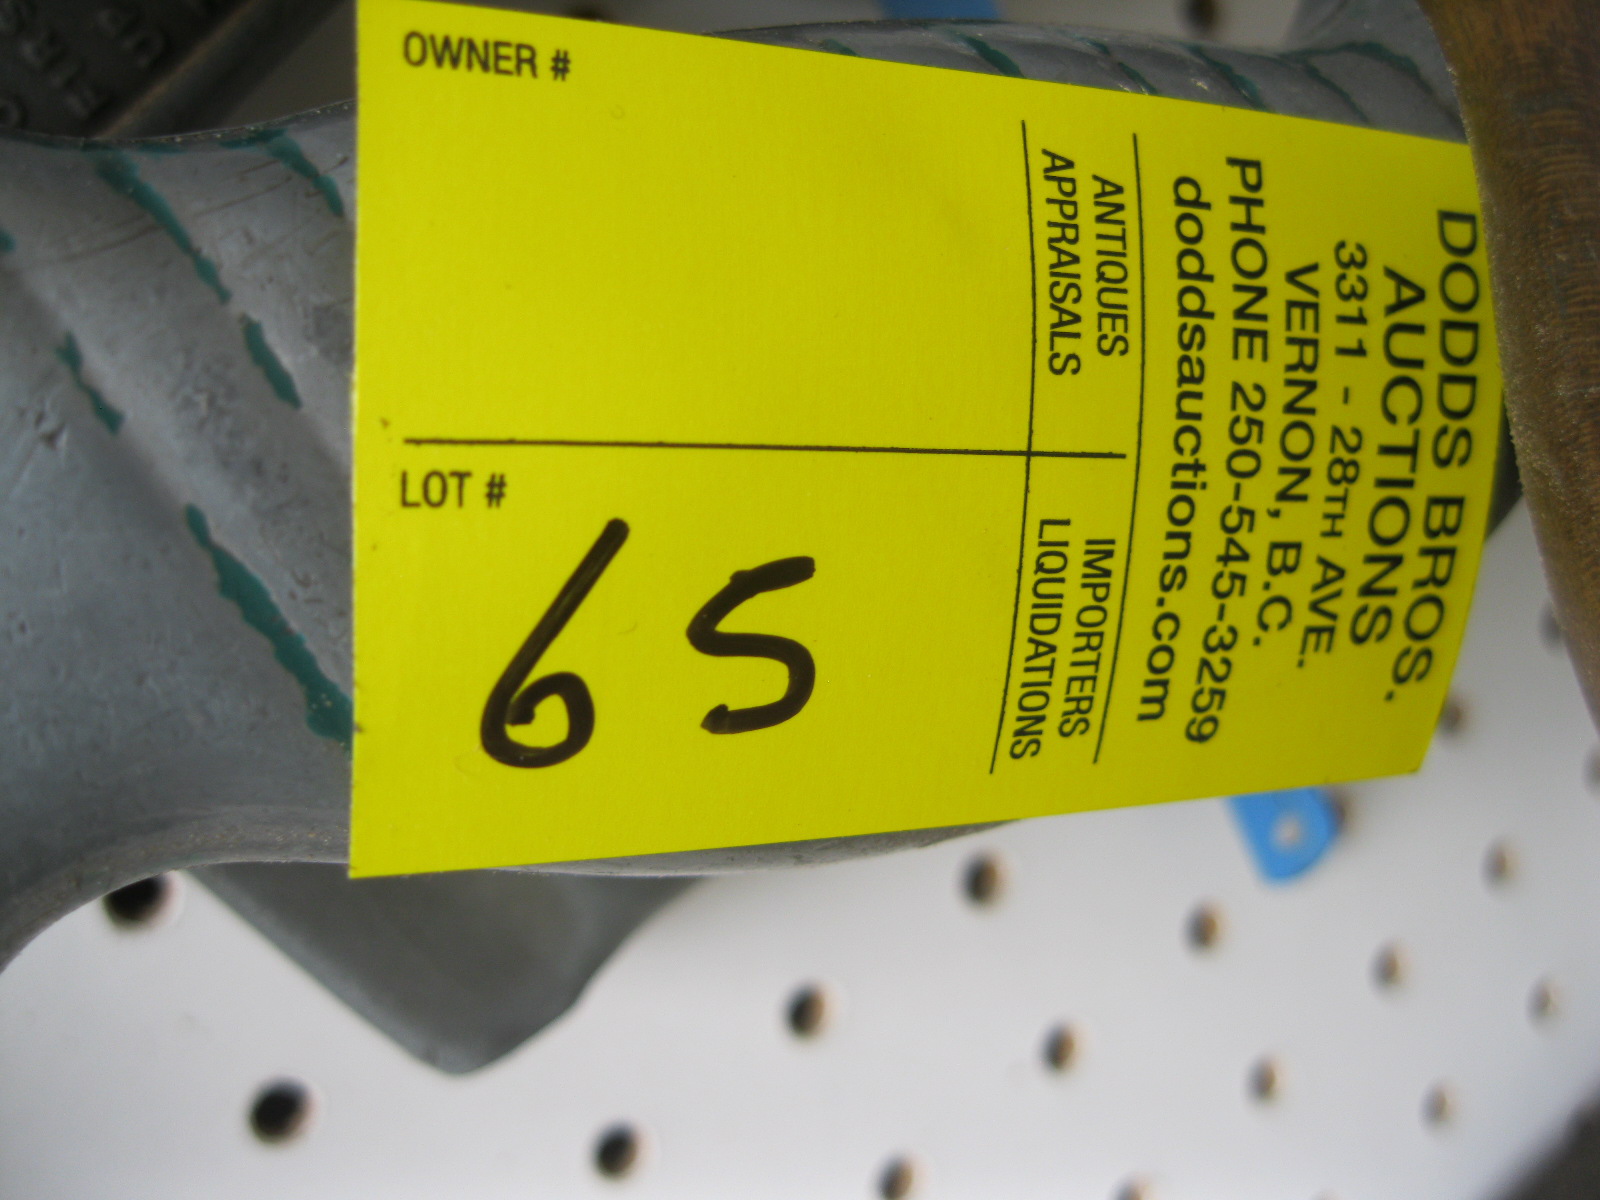 OWNER #
LOT #
65
ANTIQUES
APPRAISALS
IMPORTERS
LIQUIDATIONS
DODDS BROS.
AUCTIONS
3311 - 28TH AVE.
VERNON, B.C.
PHONE 250-545-3259
doddsauctions.com